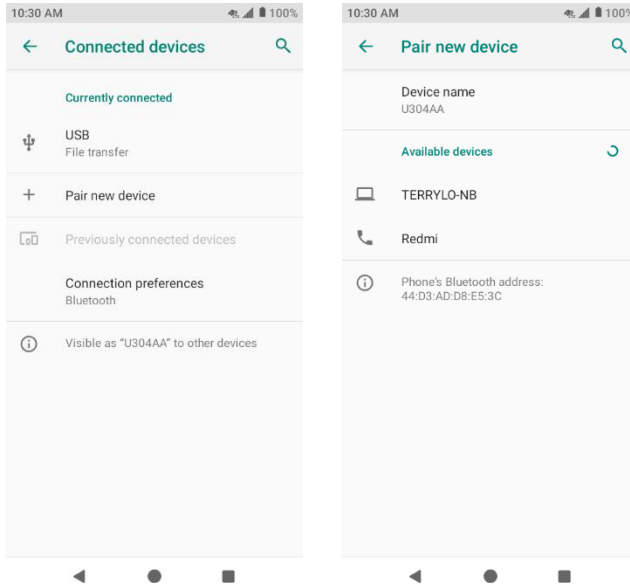 10:30 AM
100%
Connected devices
Currently connected
USB
File transfer
Pair new device
Previously connected devices
Connection preferences
Bluetooth
Visible as "U304AA" to other devices
10:30 AM
100%
Pair new device
Device name
U304AA
Available devices
TERRYLO-NB
Redmi
Phone's Bluetooth address:
44:D3:AD:D8:E5:3C